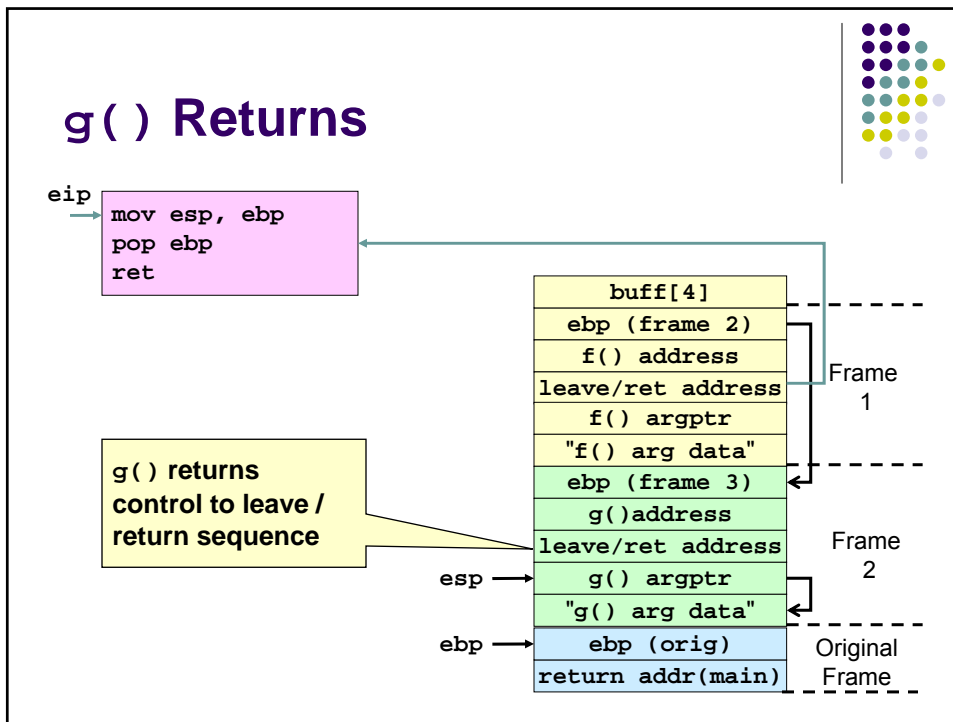 g() Returns
eip
mov esp, ebp
pop ebp
ret
buff[4]
ebp (frame 2)
f() address
leave/ret address
f() argptr
"f() arg data"
Frame
1
g() returns
control to leave /
return sequence
ebp (frame 3)
g()address
leave/ret address
Frame
2
esp
g() argptr
"g() arg data"
ebp
ebp (orig)
return addr(main)
Original
Frame